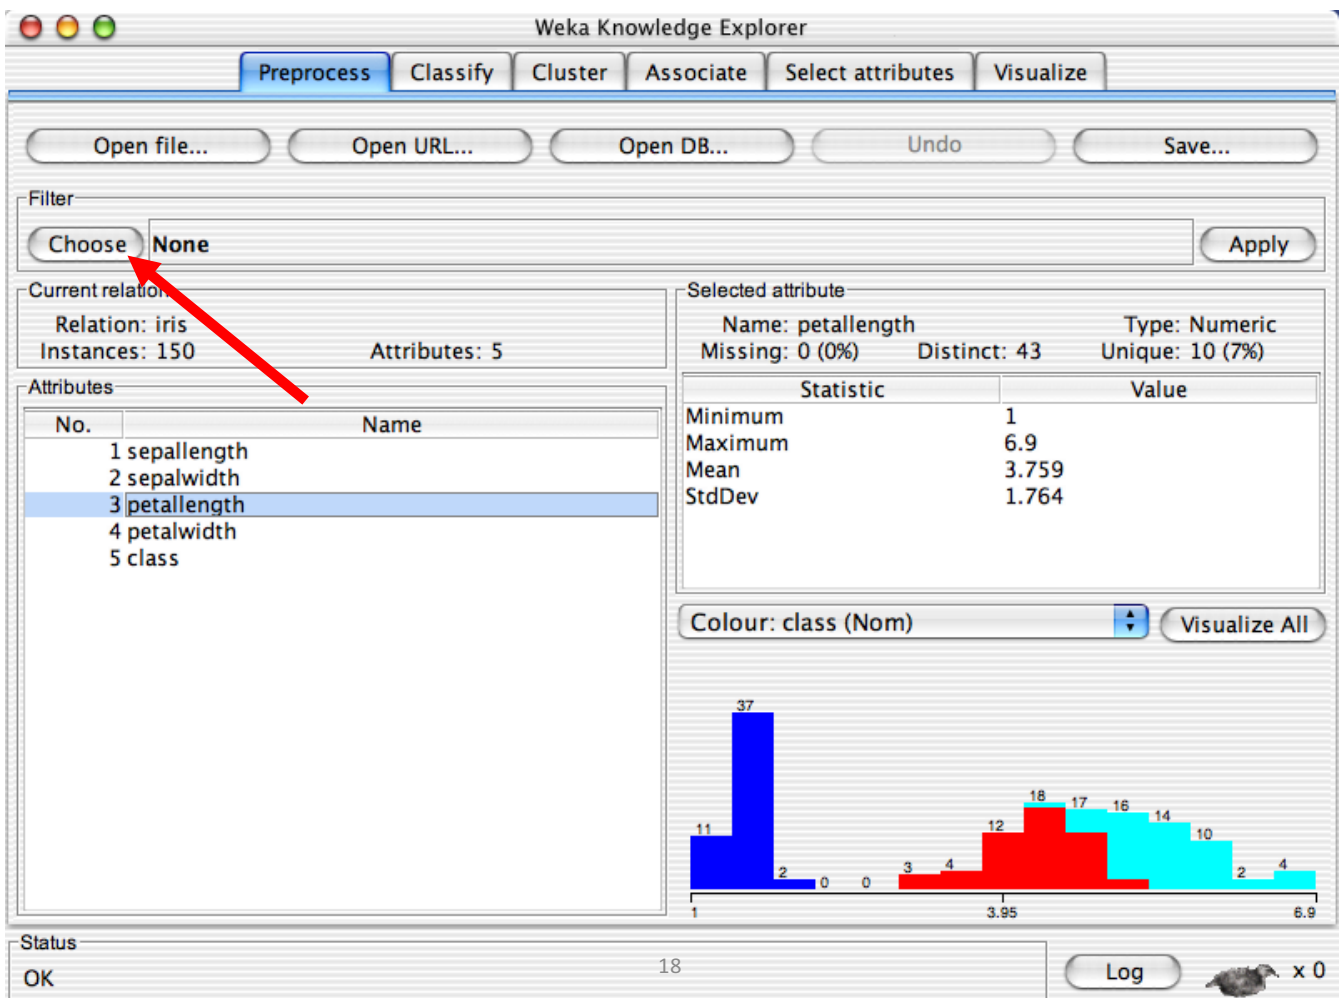 Weka Knowledge Explorer
Preprocess Classify Cluster Associate Select attributes Visualize
Open file... Open URL... Open DB... Undo Save...
Filter
Choose None Apply
Current relation
Relation: iris
Instances: 150 Attributes: 5
Attributes
No. Name
1 sepallength
2 sepalwidth
3 petallength
4 petalwidth
5 class
Selected attribute
Name: petallength Type: Numeric
Missing: 0 (0%) Distinct: 43 Unique: 10 (7%)
Statistic Value
Minimum 1
Maximum 6.9
Mean 3.759
StdDev 1.764
Colour: class (Nom) Visualize All
37
11 2 0 0 3 4 12 18 17 16 14 10 2 4
1 3.95 6.9
Status
OK
18
Log x 0